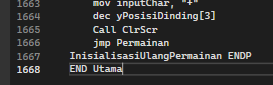 1663 mov inputChar, "+"
1664 dec yPosisiDinding[3]
1665 Call ClrScr
1666 jmp Permainan
1667 InisialisasiUlangPermainan ENDP
1668 END Utama